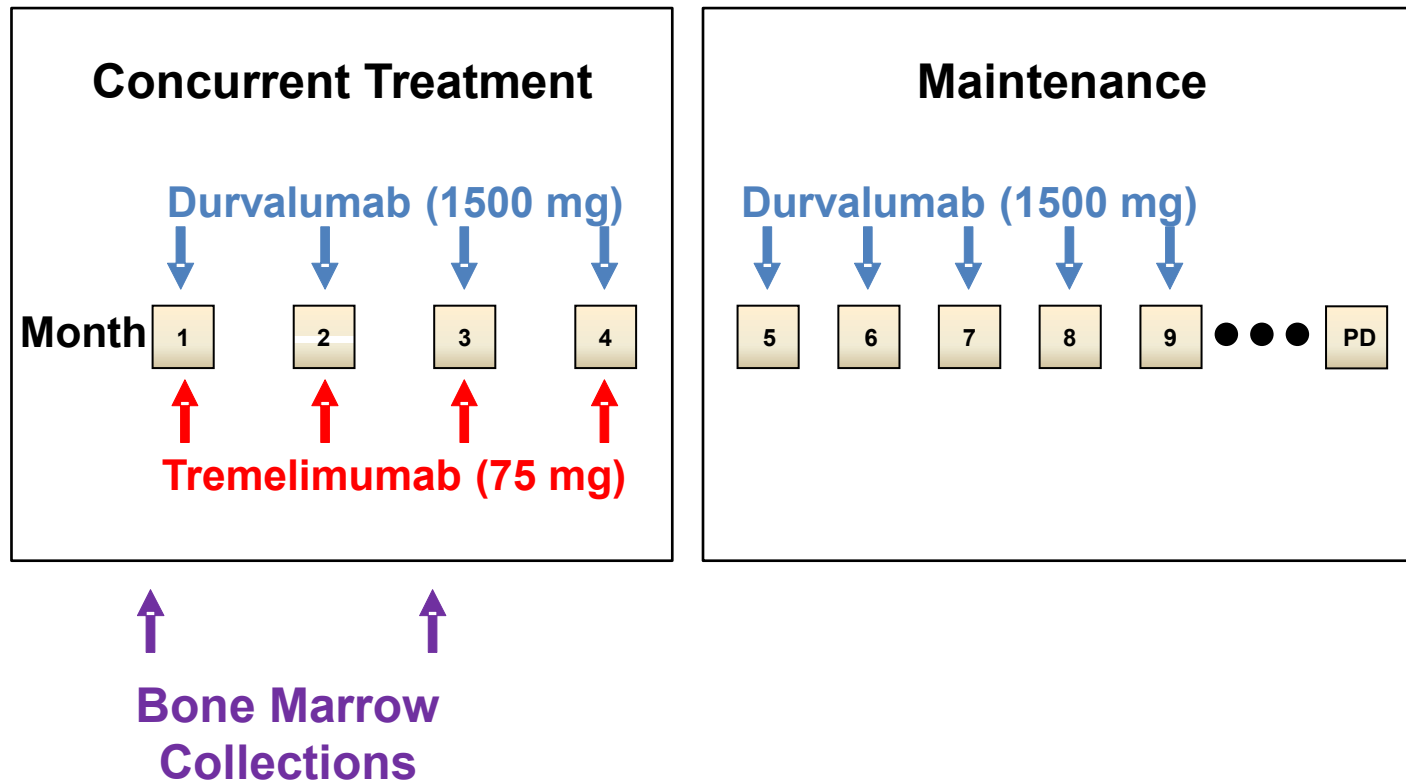 Concurrent Treatment
Durvalumab (1500 mg)
Month 1 2 3 4
Tremelimumab (75 mg)
Maintenance
Durvalumab (1500 mg)
5 6 7 8 9 ●●● PD
Bone Marrow
Collections